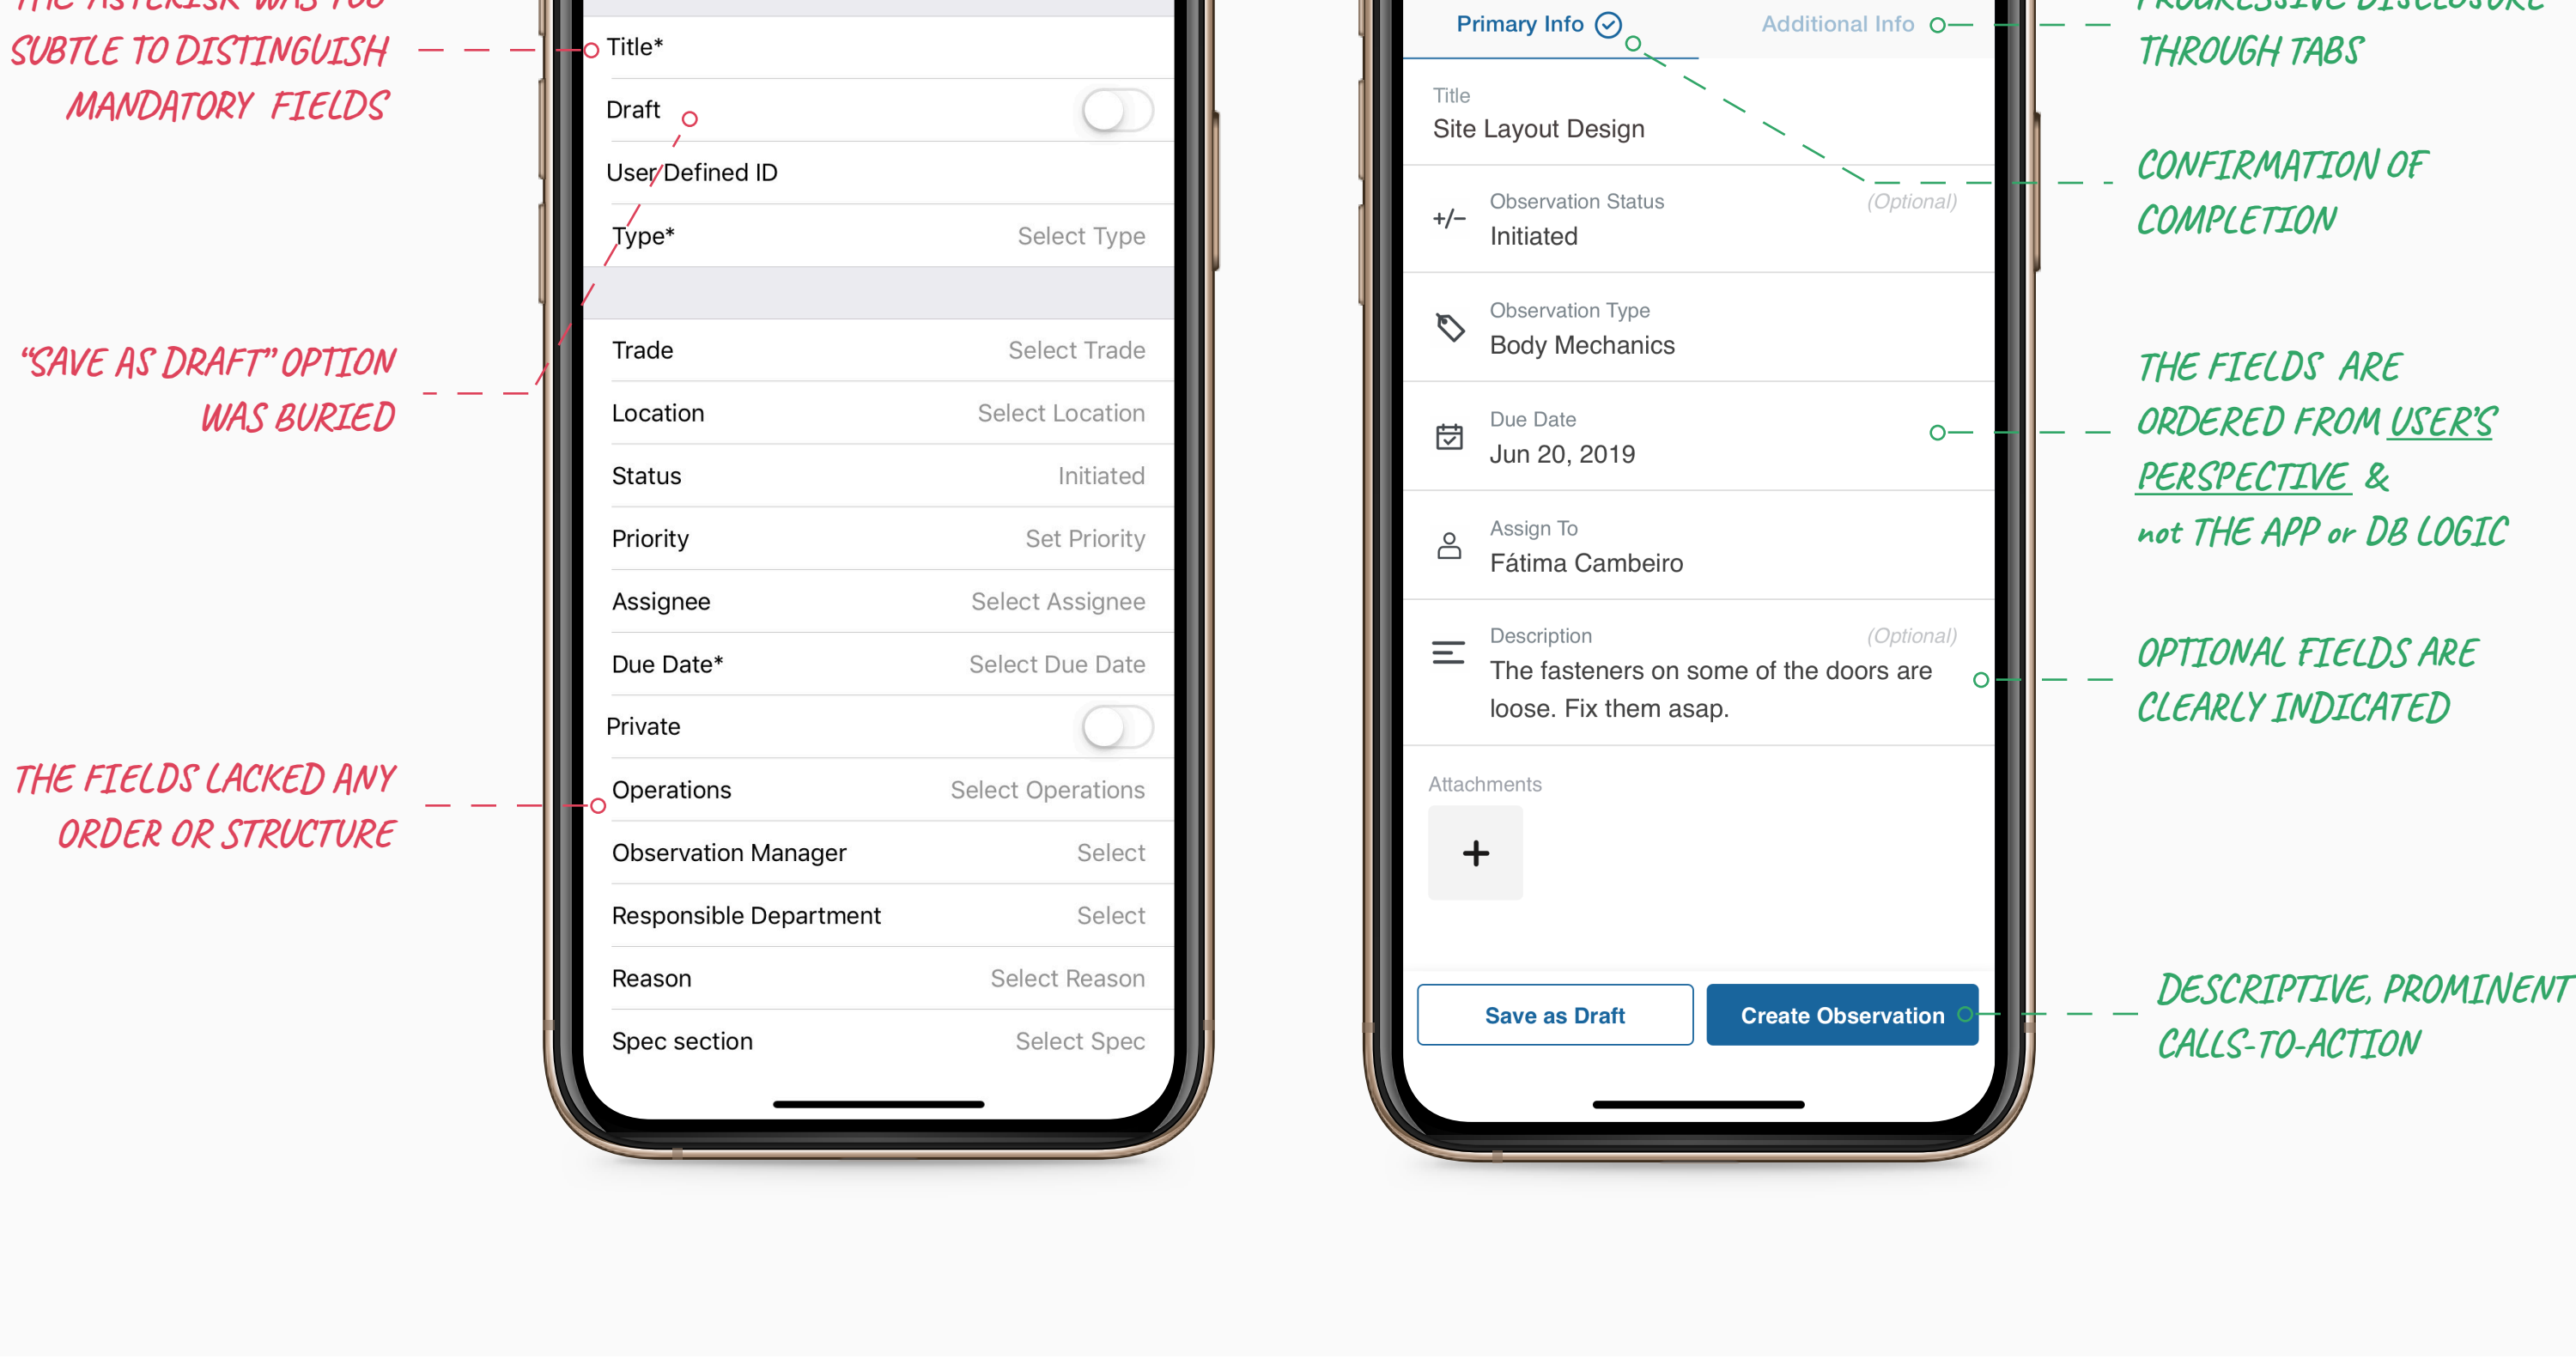 THE ASTERISK WAS TOO
SUBTLE TO DISTINGUISH
MANDATORY FIELDS
"SAVE AS DRAFT" OPTION
WAS BURIED
THE FIELDS LACKED ANY
ORDER OR STRUCTURE
Title*
Draft
User Defined ID
Type* Select Type
Trade Select Trade
Location Select Location
Status Initiated
Priority Set Priority
Assignee Select Assignee
Due Date* Select Due Date
Private
Operations Select Operations
Observation Manager Select
Responsible Department Select
Reason Select Reason
Spec section Select Spec
Primary Info Additional Info
Title
Site Layout Design
Observation Status (Optional)
+/- Initiated
Observation Type
Body Mechanics
Due Date
Jun 20, 2019
Assign To
Fátima Cambeiro
Description (Optional)
The fasteners on some of the doors are
loose. Fix them asap.
Attachments
+
Save as Draft Create Observation
PROGRESSIVE DISCLOSURE
THROUGH TABS
CONFIRMATION OF
COMPLETION
THE FIELDS ARE
ORDERED FROM USER'S
PERSPECTIVE &
not THE APP or DB LOGIC
OPTIONAL FIELDS ARE
CLEARLY INDICATED
DESCRIPTIVE, PROMINENT
CALLS-TO-ACTION